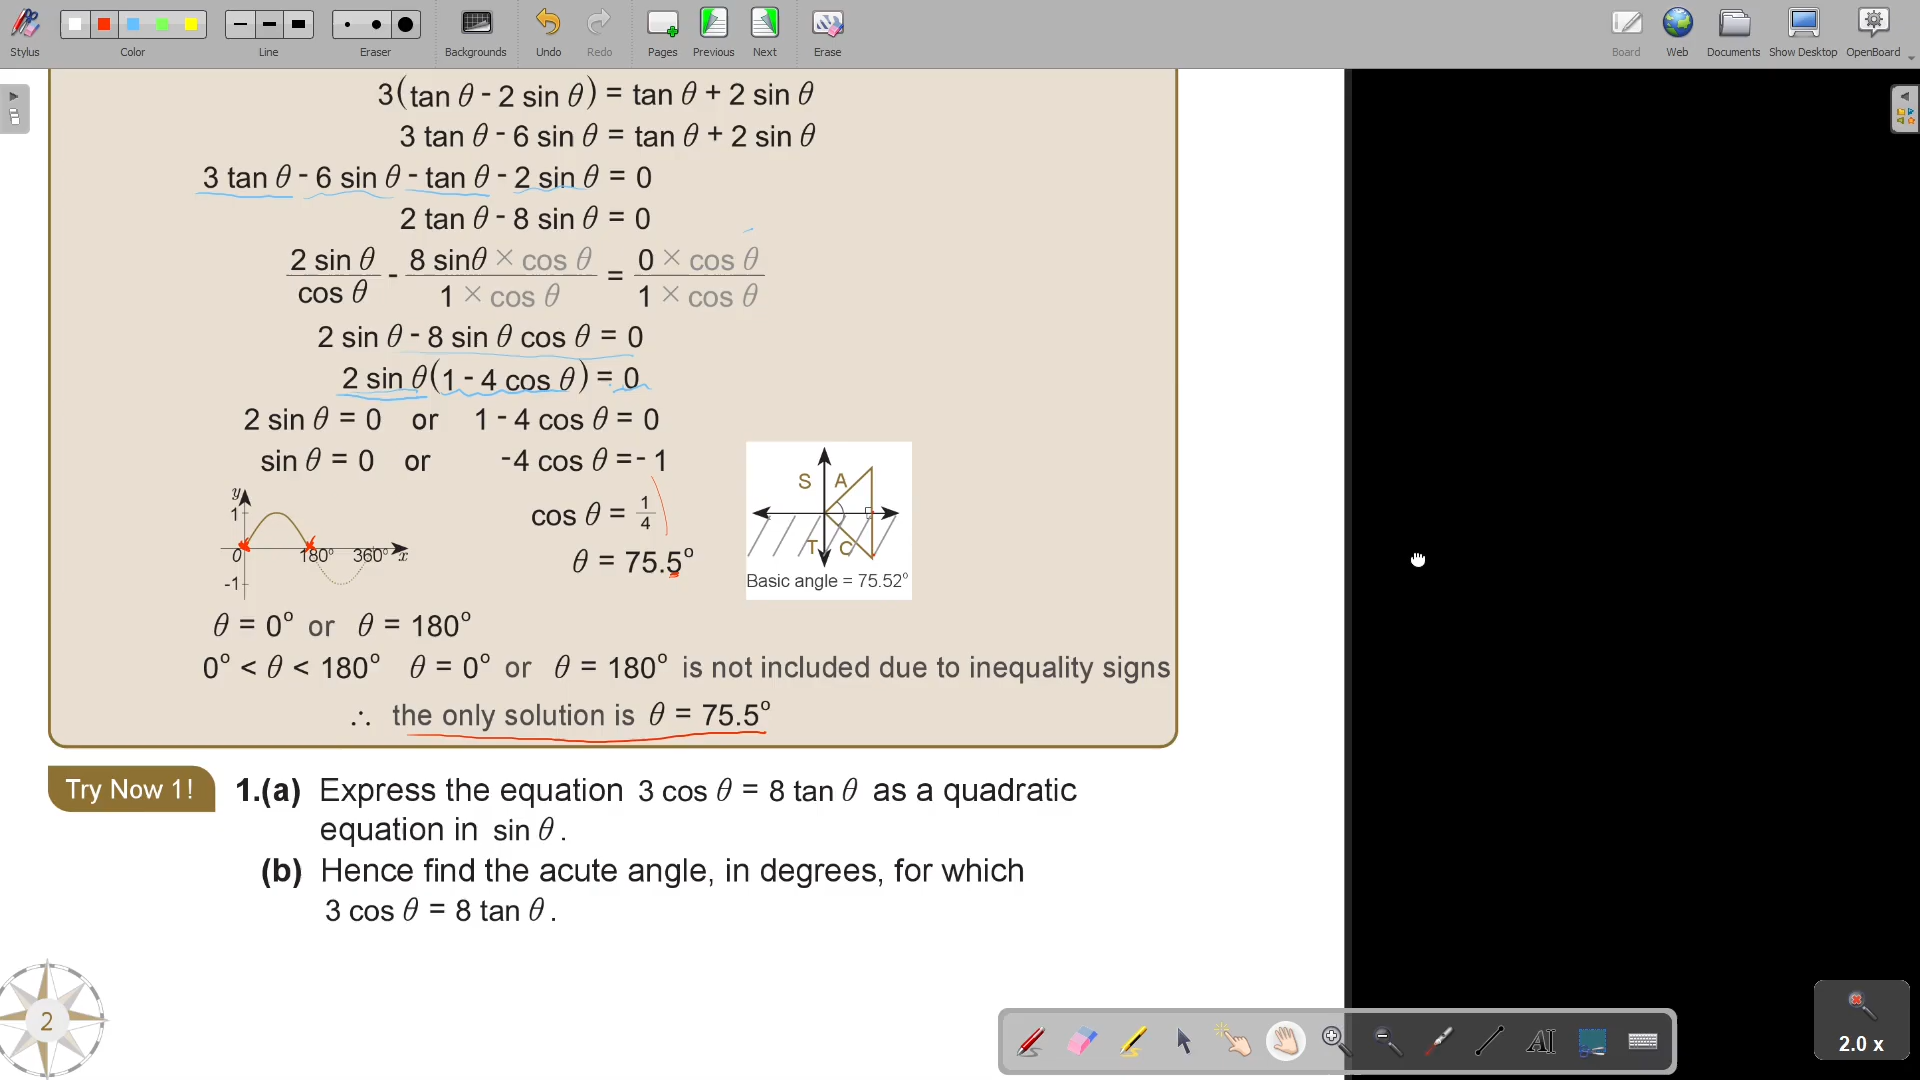 Stylus Color Line Eraser Backgrounds Undo Redo Pages Previous Next Erase Board Web Documents Show Desktop OpenBoard
3(tan θ - 2 sin θ) = tan θ + 2 sin θ
3 tan θ - 6 sin θ = tan θ + 2 sin θ
3 tan θ - 6 sin θ - tan θ - 2 sin θ = 0
2 tan θ - 8 sin θ = 0
2 sin θ / cos θ - 8 sinθ × cos θ / 1 × cos θ = 0 × cos θ / 1 × cos θ
2 sin θ - 8 sin θ cos θ = 0
2 sin θ(1 - 4 cos θ) = 0
2 sin θ = 0 or 1 - 4 cos θ = 0
sin θ = 0 or -4 cos θ = - 1
cos θ = 1/4
θ = 75.5°
y
1
0 180° 360° x
-1
S A
T C
Basic angle = 75.52°
θ = 0° or θ = 180°
0° < θ < 180° θ = 0° or θ = 180° is not included due to inequality signs
∴ the only solution is θ = 75.5°
Try Now 1! 1.(a) Express the equation 3 cos θ = 8 tan θ as a quadratic
equation in sin θ .
(b) Hence find the acute angle, in degrees, for which
3 cos θ = 8 tan θ .
2
AI
2.0 x